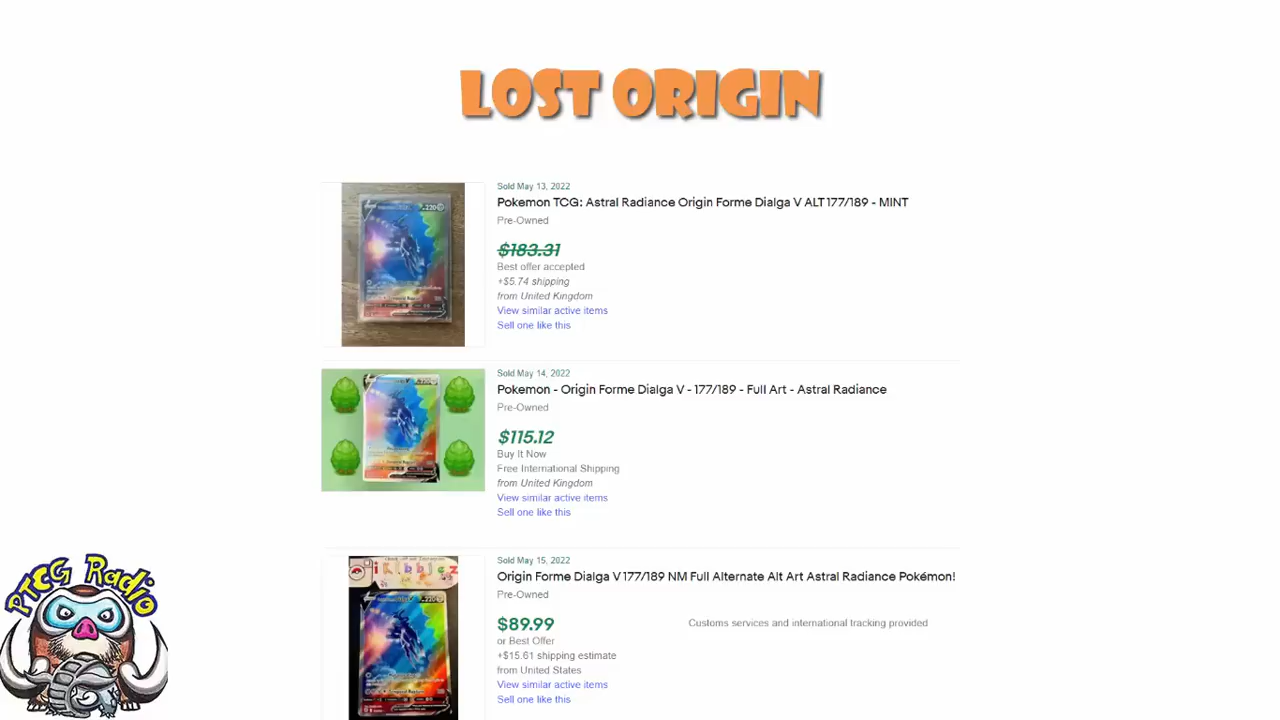 LOST ORIGIN
Sold May 13, 2022
Pokemon TCG: Astral Radiance Origin Forme Dialga V ALT 177/189 - MINT
Pre-Owned
$183.31
Best offer accepted
+$5.74 shipping
from United Kingdom
View similar active items
Sell one like this
Sold May 14, 2022
Pokemon - Origin Forme Dialga V - 177/189 - Full Art - Astral Radiance
Pre-Owned
$115.12
Buy It Now
Free International Shipping
from United Kingdom
View similar active items
Sell one like this
Sold May 15, 2022
Origin Forme Dialga V 177/189 NM Full Alternate Alt Art Astral Radiance Pokémon!
Pre-Owned
$89.99
Customs services and international tracking provided
or Best Offer
+$15.61 shipping estimate
from United States
View similar active items
Sell one like this
PTCG Radio